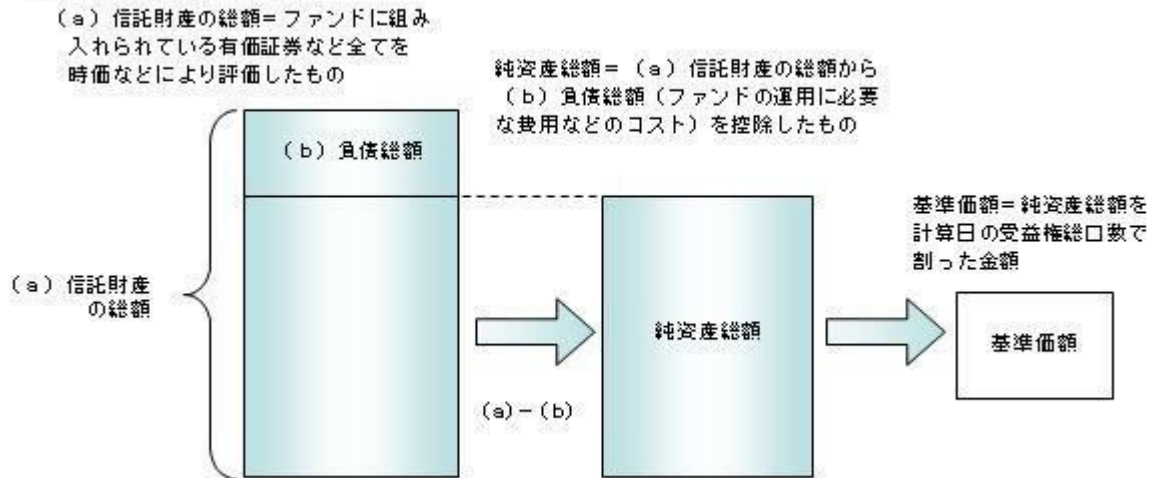 (a) 信託財産の総額=ファンドに組み
入れられている有価証券など全てを
時価などにより評価したもの
純資産総額= (a) 信託財産の総額から
(b) 負債総額(ファンドの運用に必要
な費用などのコスト)を控除したもの
(b) 負債総額
基準価額=純資産総額を
計算日の受益権総口数で
割った金額
(a) 信託財産
の総額
純資産総額
基準価額
(a)-(b)